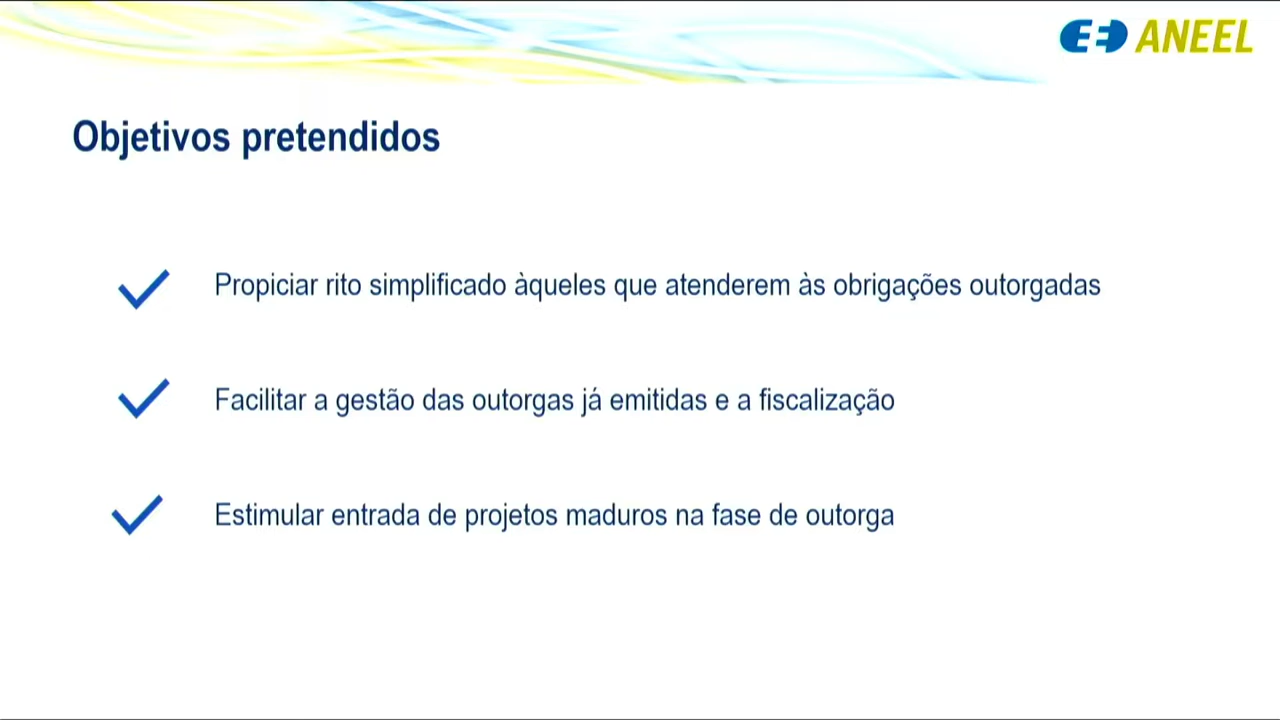 ANEEL
Objetivos pretendidos
Propiciar rito simplificado àqueles que atenderem às obrigações outorgadas
Facilitar a gestão das outorgas já emitidas e a fiscalização
Estimular entrada de projetos maduros na fase de outorga